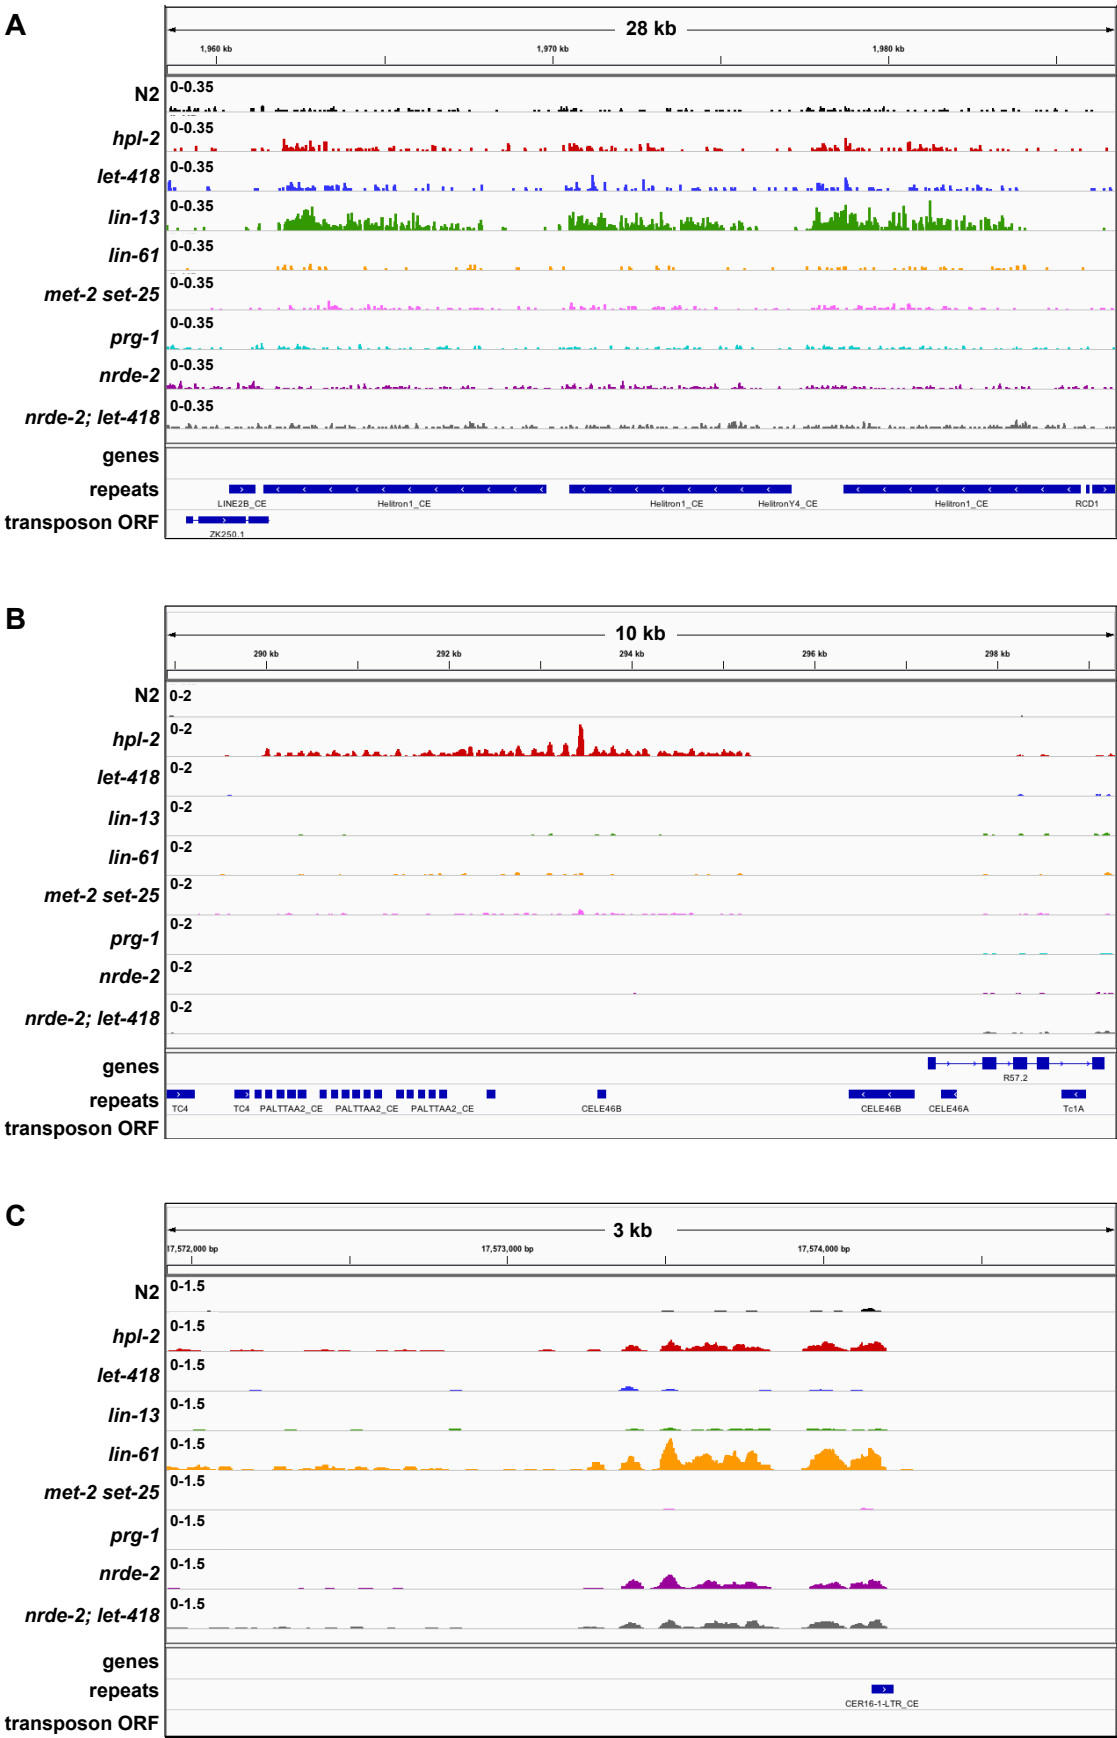 A
28 kb
1,960 kb 1,970 kb 1,980 kb
N2 0-0.35
hpl-2 0-0.35
let-418 0-0.35
lin-13 0-0.35
lin-61 0-0.35
met-2 set-25 0-0.35
prg-1 0-0.35
nrde-2 0-0.35
nrde-2; let-418 0-0.35
genes
repeats
LINE2B_CE Helitron1_CE Helitron1_CE HelitronY4_CE Helitron1_CE RCD1
transposon ORF
ZK250.1
B
10 kb
290 kb 292 kb 294 kb 296 kb 298 kb
N2 0-2
hpl-2 0-2
let-418 0-2
lin-13 0-2
lin-61 0-2
met-2 set-25 0-2
prg-1 0-2
nrde-2 0-2
nrde-2; let-418 0-2
genes
R57.2
repeats
TC4 TC4 PALTTAA2_CE PALTTAA2_CE PALTTAA2_CE CELE46B CELE46B CELE46A Tc1A
transposon ORF
C
3 kb
17,572,000 bp 17,573,000 bp 17,574,000 bp
N2 0-1.5
hpl-2 0-1.5
let-418 0-1.5
lin-13 0-1.5
lin-61 0-1.5
met-2 set-25 0-1.5
prg-1 0-1.5
nrde-2 0-1.5
nrde-2; let-418 0-1.5
genes
repeats
CER16-1-LTR_CE
transposon ORF